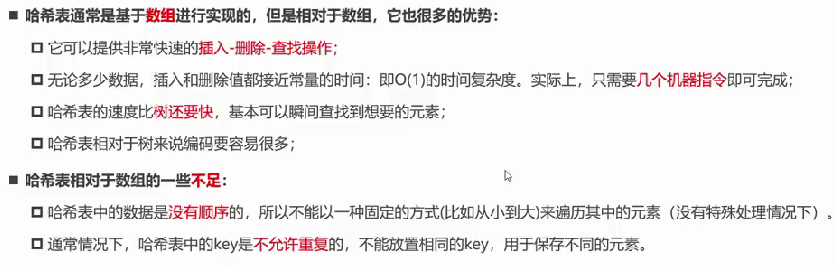 ■ 哈希表通常是基于数组进行实现的，但是相对于数组，它也很多的优势：
❑ 它可以提供非常快速的插入-删除-查找操作；
❑ 无论多少数据，插入和删除值都接近常量的时间：即O(1)的时间复杂度。实际上，只需要几个机器指令即可完成；
❑ 哈希表的速度比树还要快，基本可以瞬间查找到想要的元素；
❑ 哈希表相对于树来说编码要容易很多；
■ 哈希表相对于数组的一些不足：
❑ 哈希表中的数据是没有顺序的，所以不能以一种固定的方式(比如从小到大)来遍历其中的元素（没有特殊处理情况下）。
❑ 通常情况下，哈希表中的key是不允许重复的，不能放置相同的key，用于保存不同的元素。